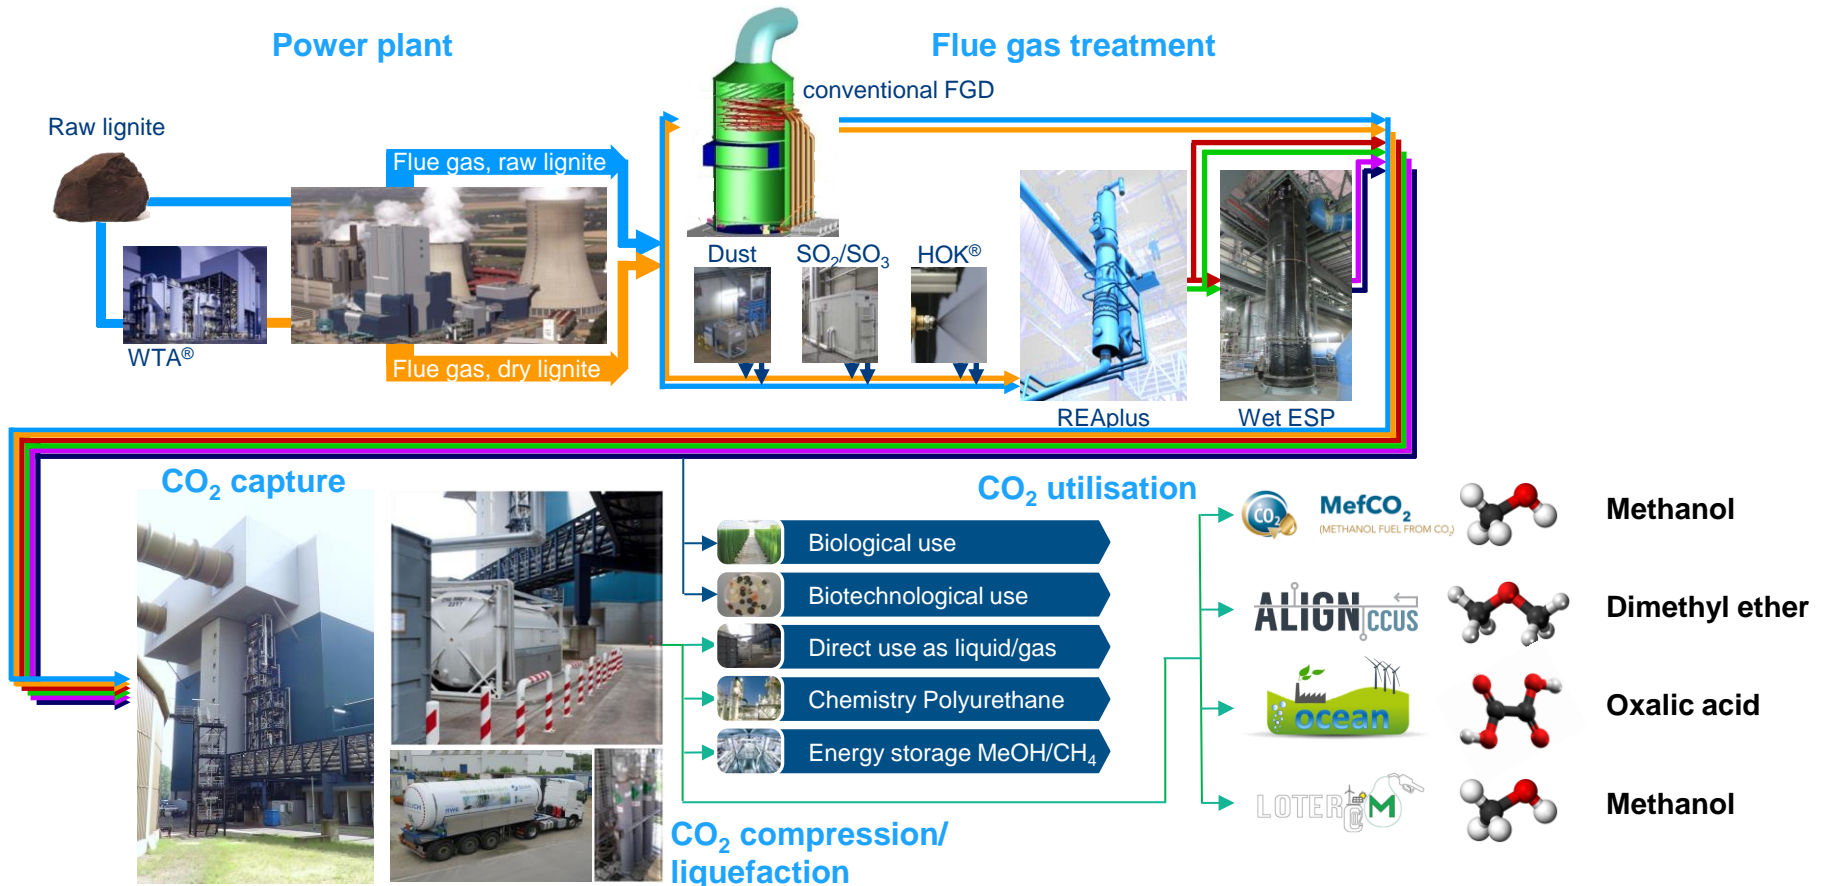 Power plant
Flue gas treatment
conventional FGD
Raw lignite
Flue gas, raw lignite
WTA®
Flue gas, dry lignite
Dust
SO₂/SO₃
HOK®
REAplus
Wet ESP
CO₂ capture
CO₂ utilisation
Biological use
Biotechnological use
Direct use as liquid/gas
Chemistry Polyurethane
Energy storage MeOH/CH₄
CO₂ compression/
liquefaction
CO₂
MefCO₂
(METHANOL FUEL FROM CO₂)
Methanol
ALIGN CCUS
Dimethyl ether
ocean
Oxalic acid
LOTER@M
Methanol
RWE